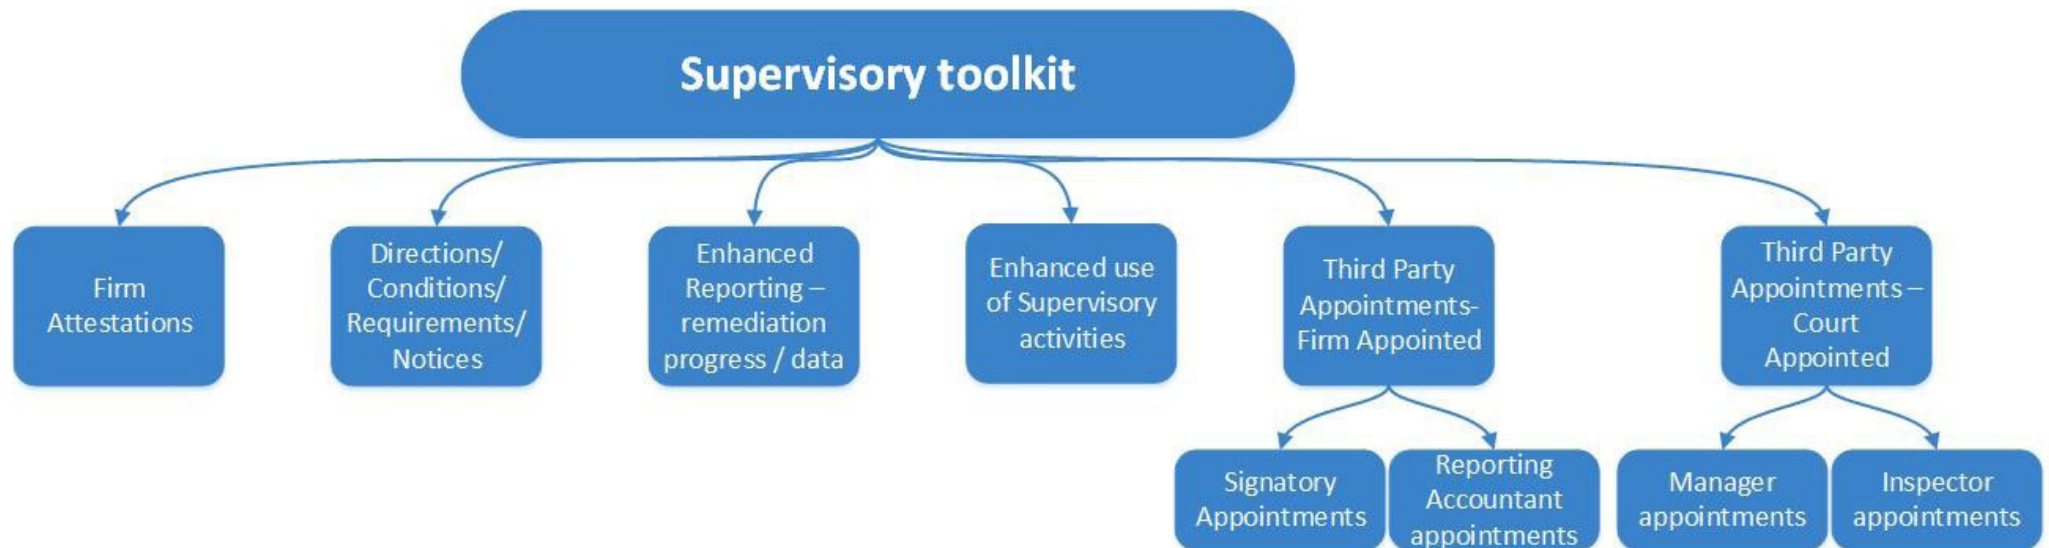 Supervisory toolkit
Firm
Attestations
Directions/
Conditions/
Requirements/
Notices
Enhanced
Reporting –
remediation
progress / data
Enhanced use
of Supervisory
activities
Third Party
Appointments-
Firm Appointed
Third Party
Appointments –
Court
Appointed
Signatory
Appointments
Reporting
Accountant
appointments
Manager
appointments
Inspector
appointments